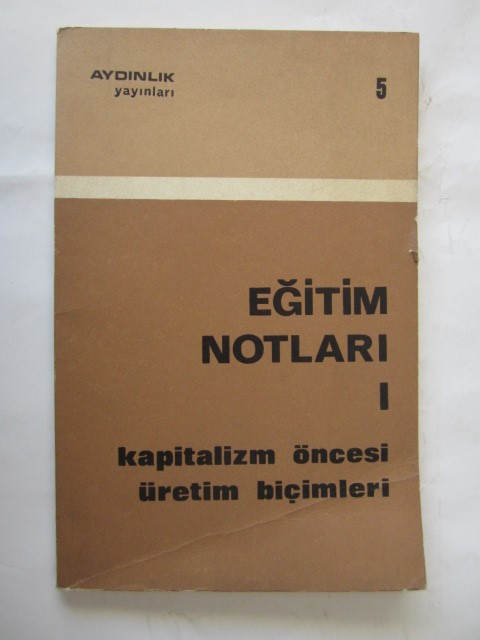 AYDINLIK
yayınları
5
EĞİTİM
NOTLARI
I
kapitalizm öncesi
üretim biçimleri